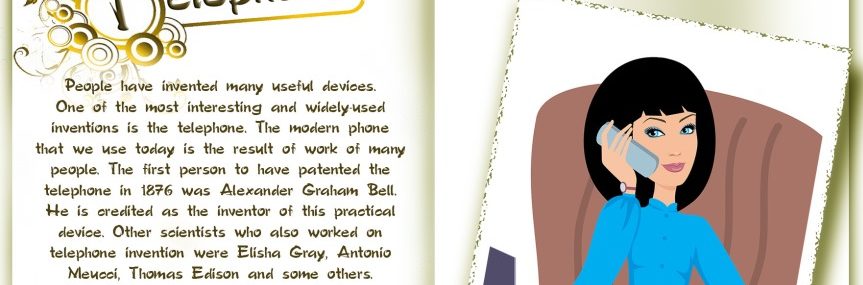 People have invented many useful devices.
One of the most interesting and widely-used
inventions is the telephone. The modern phone
that we use today is the result of work of many
people. The first person to have patented the
telephone in 1876 was Alexander Graham Bell.
He is credited as the inventor of this practical
device. Other scientists who also worked on
telephone invention were Elisha Gray, Antonio
Meucci, Thomas Edison and some others.